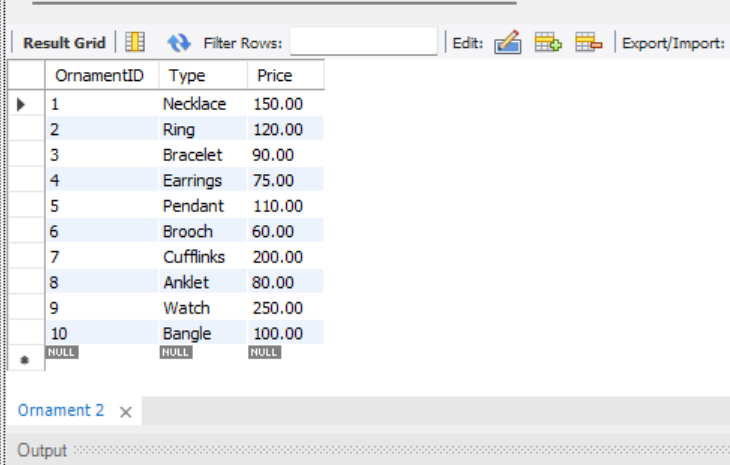 Result Grid Filter Rows: Edit: Export/Import:
OrnamentID Type Price
1 Necklace 150.00
2 Ring 120.00
3 Bracelet 90.00
4 Earrings 75.00
5 Pendant 110.00
6 Brooch 60.00
7 Cufflinks 200.00
8 Anklet 80.00
9 Watch 250.00
10 Bangle 100.00
NULL NULL NULL
Ornament 2
Output